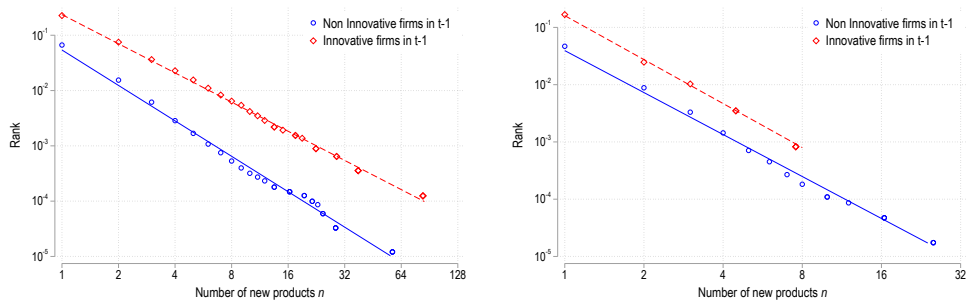 Non Innovative firms in t-1
Innovative firms in t-1
Rank
10^-1
10^-2
10^-3
10^-4
10^-5
1 2 4 8 16 32 64 128
Number of new products n
Non Innovative firms in t-1
Innovative firms in t-1
Rank
10^-1
10^-2
10^-3
10^-4
10^-5
1 2 4 8 16 32
Number of new products n